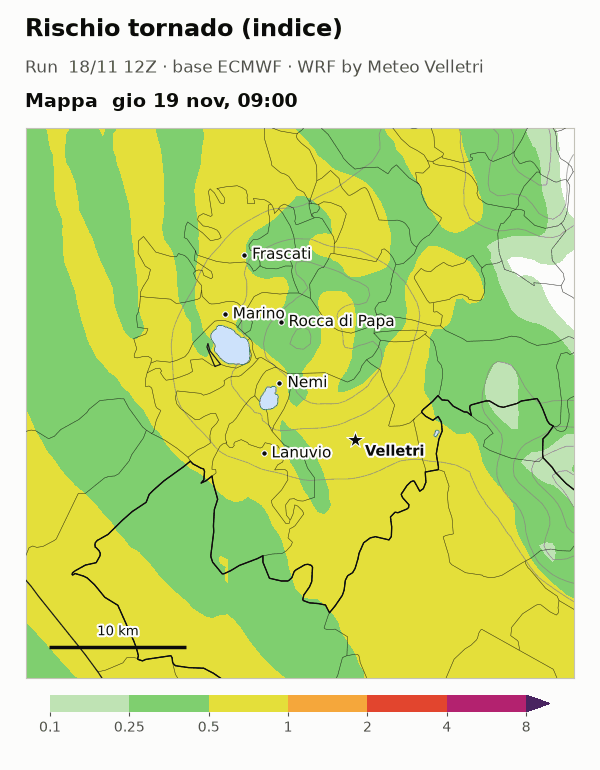 Rischio tornado (indice)
Run  18/11 12Z · base ECMWF · WRF by Meteo Velletri
Mappa  gio 19 nov, 09:00
Frascati
Marino
Rocca di Papa
Nemi
Velletri
Lanuvio
10 km
0.1 0.25 0.5 1 2 4 8